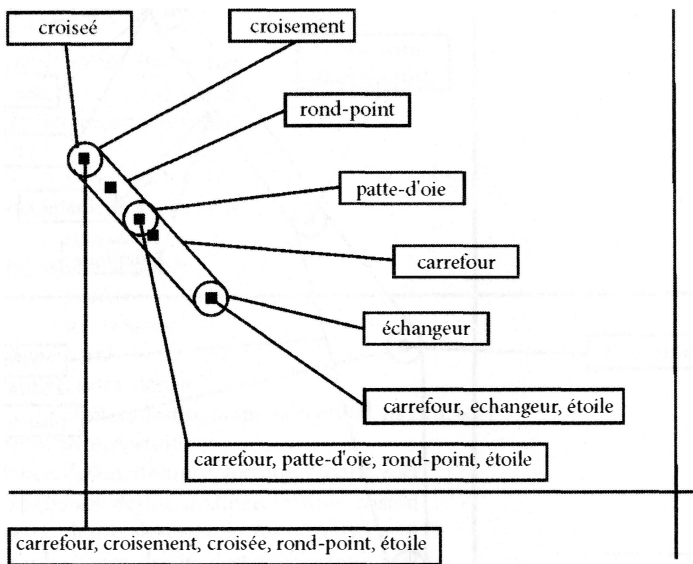 croiseé
croisement
rond-point
patte-d'oie
carrefour
échangeur
carrefour, echangeur, étoile
carrefour, patte-d'oie, rond-point, étoile
carrefour, croisement, croisée, rond-point, étoile